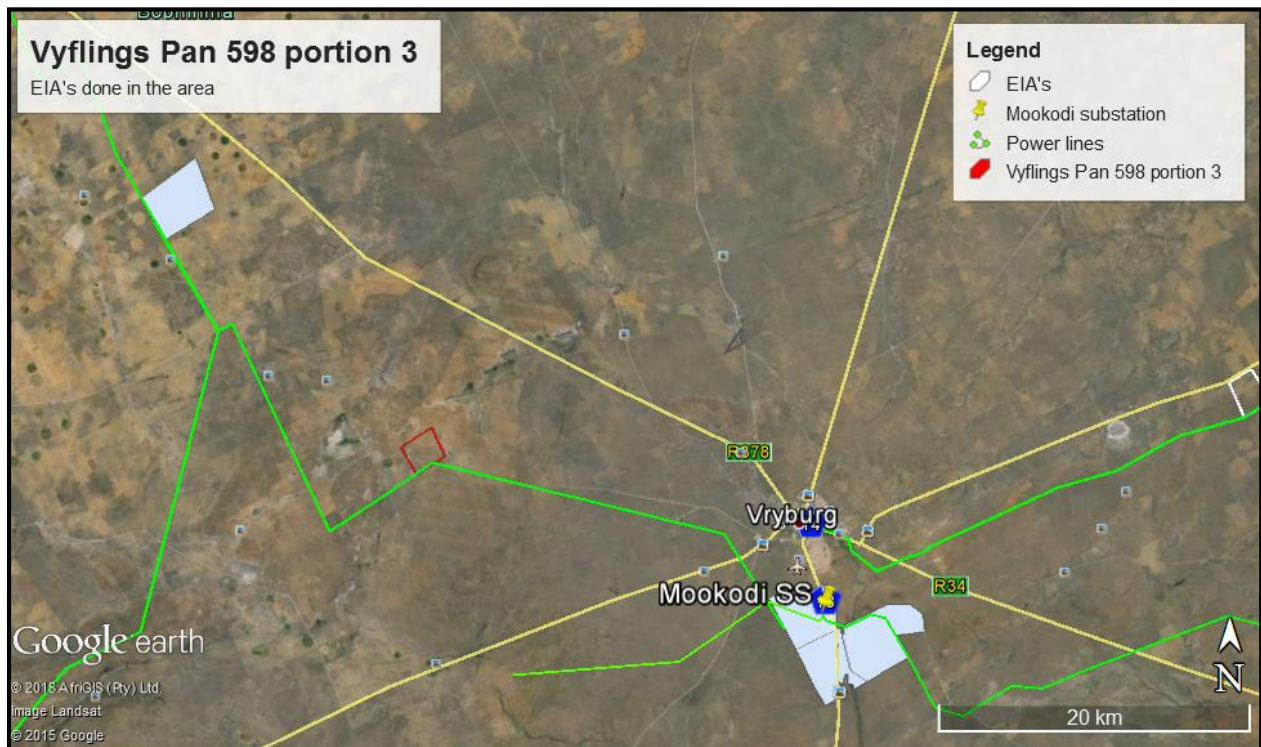 Vyflings Pan 598 portion 3
EIA's done in the area
Legend
EIA's
Mookodi substation
Power lines
Vyflings Pan 598 portion 3
R378
Vryburg
Mookodi SS
R34
Google earth
© 2015 AfriGIS (Pty) Ltd.
Image Landsat
© 2015 Google
N
20 km